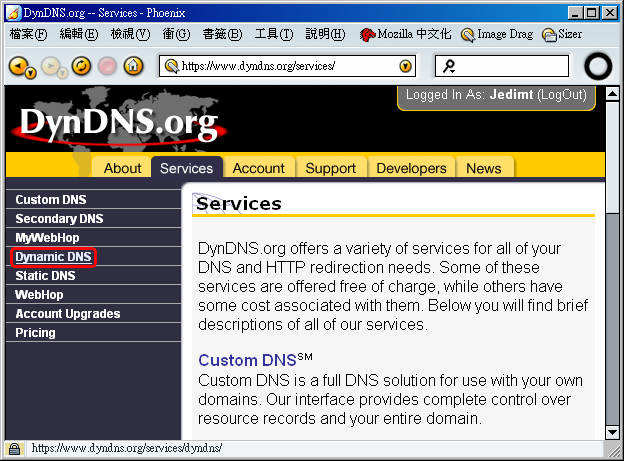 DynDNS.org -- Services - Phoenix
檔案(F) 編輯(E) 檢視(V) 衝(G) 書籤(B) 工具(T) 說明(H) Mozilla 中文化 Image Drag Sizer
https://www.dyndns.org/services/
Logged In As: Jedimt (LogOut)
DynDNS.org
About Services Account Support Developers News
Custom DNS
Secondary DNS
MyWebHop
Dynamic DNS
Static DNS
WebHop
Account Upgrades
Pricing
Services
DynDNS.org offers a variety of services for all of your
DNS and HTTP redirection needs. Some of these
services are offered free of charge, while others have
some cost associated with them. Below you will find brief
descriptions of all of our services.
Custom DNS℠
Custom DNS is a full DNS solution for use with your own
domains. Our interface provides complete control over
resource records and your entire domain.
https://www.dyndns.org/services/dyndns/